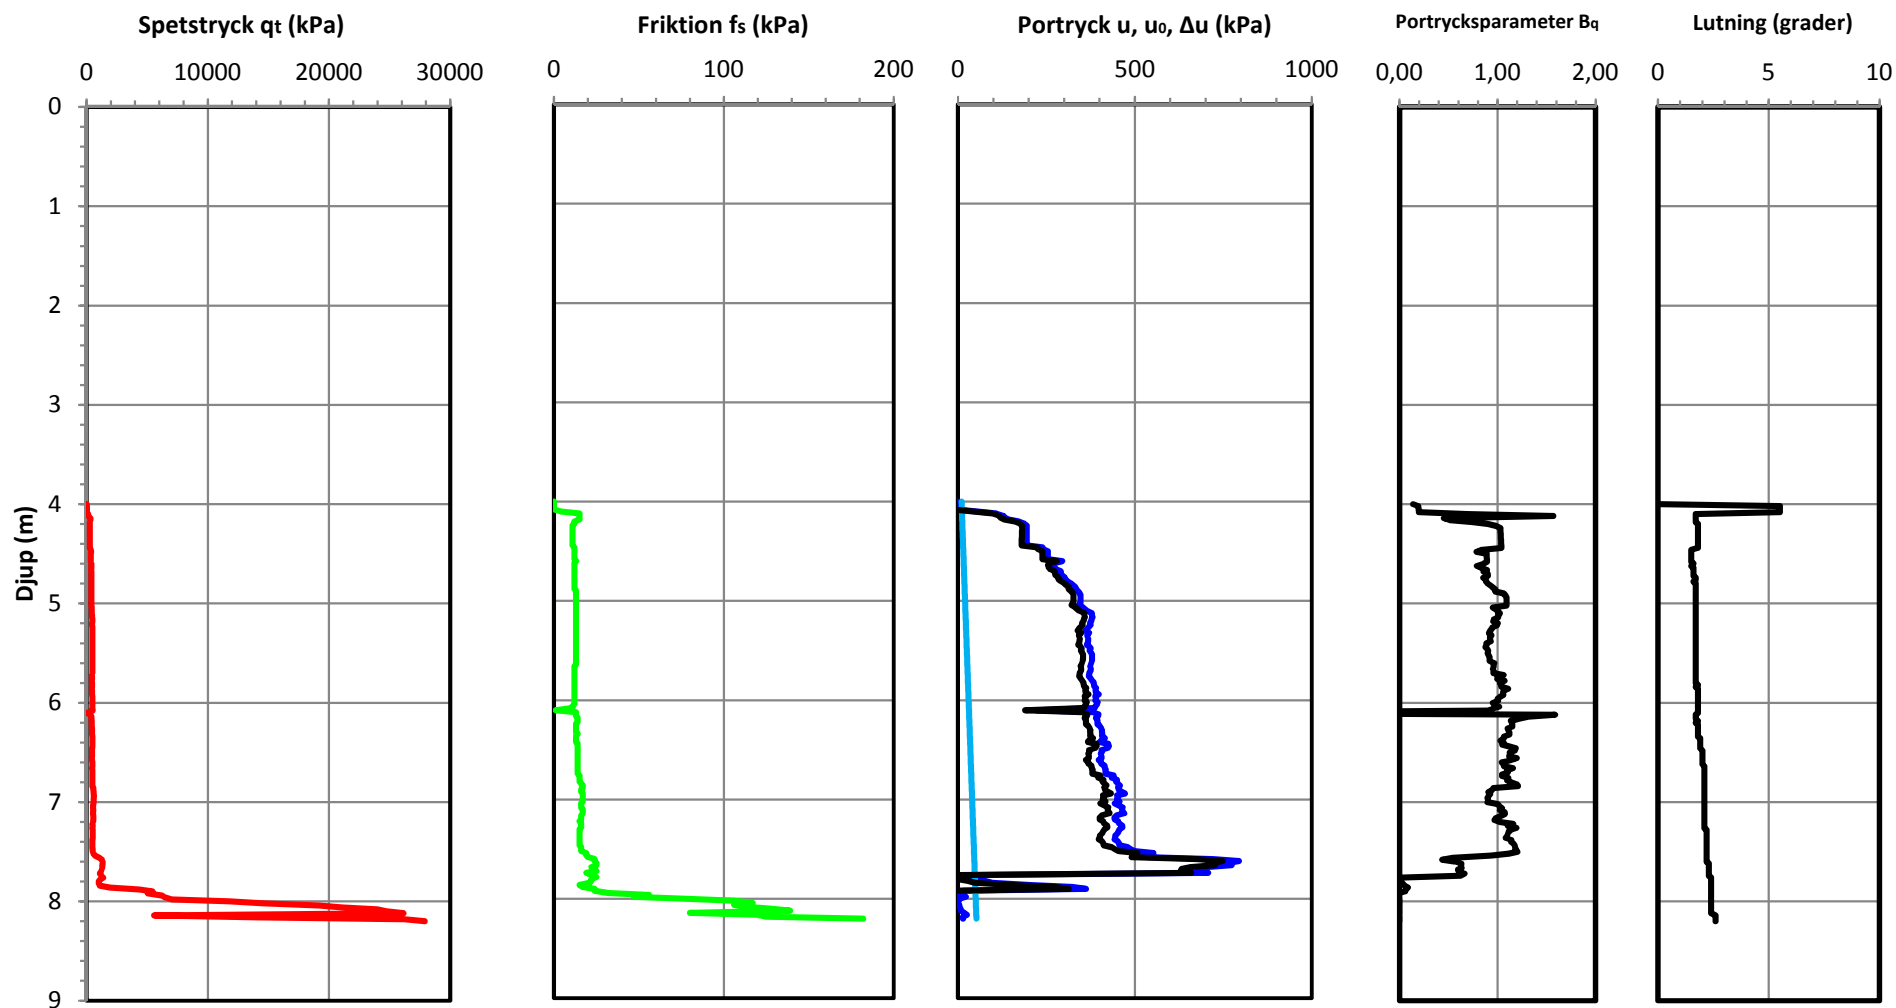 Spetstryck qt (kPa)
Friktion fs (kPa)
Portryck u, u₀, Δu (kPa)
Portrycksparameter Bq
Lutning (grader)
0 10000 20000 30000
0 100 200
0 500 1000
0,00 1,00 2,00
0 5 10
Djup (m)
0
1
2
3
4
5
6
7
8
9